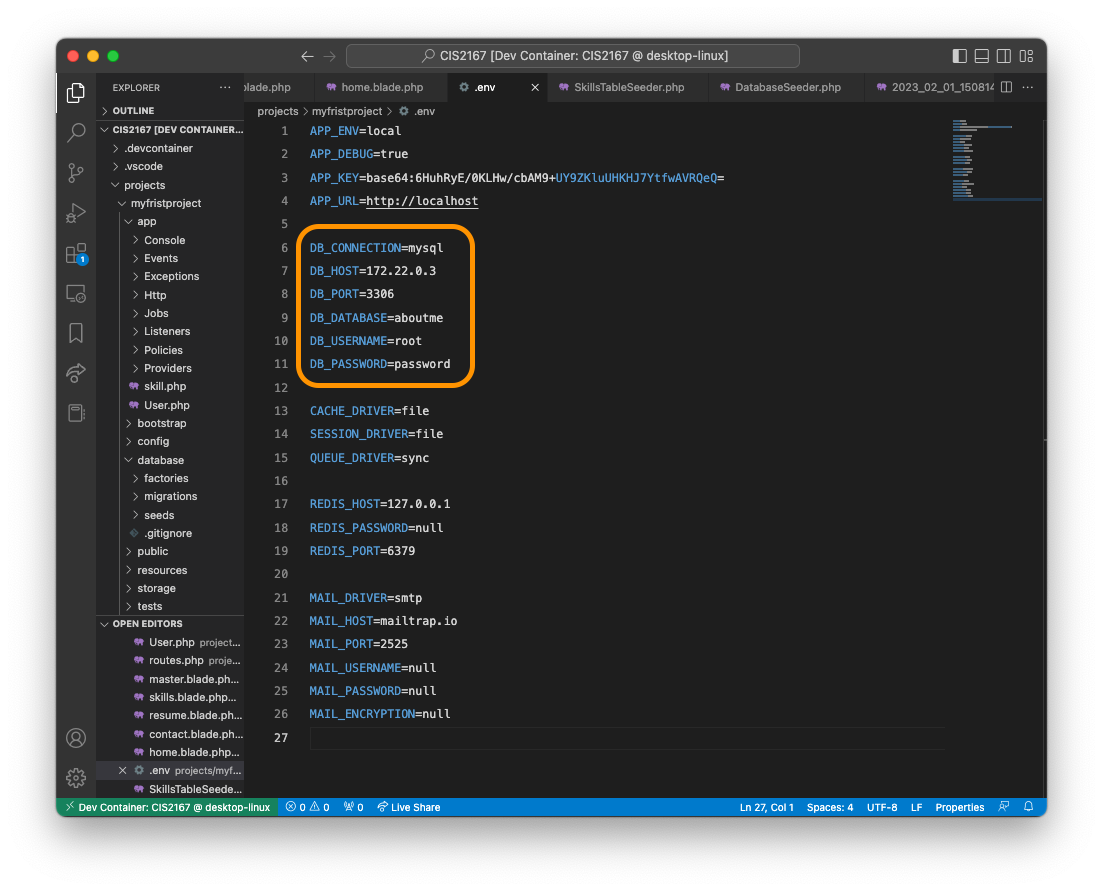 CIS2167 [Dev Container: CIS2167 @ desktop-linux]
EXPLORER
OUTLINE
CIS2167 [DEV CONTAINER...
.devcontainer
.vscode
projects
myfristproject
app
Console
Events
Exceptions
Http
Jobs
Listeners
Policies
Providers
skill.php
User.php
bootstrap
config
database
factories
migrations
seeds
.gitignore
public
resources
storage
tests
OPEN EDITORS
User.php project...
routes.php proje...
master.blade.ph...
skills.blade.php...
resume.blade.ph...
contact.blade.ph...
home.blade.php...
.env projects/myf...
SkillsTableSeede...
blade.php home.blade.php .env SkillsTableSeeder.php DatabaseSeeder.php 2023_02_01_150814
projects > myfristproject > .env
1 APP_ENV=local
2 APP_DEBUG=true
3 APP_KEY=base64:6HuhRyE/0KLHw/cbAM9+UY9ZKluUHKHJ7YtfwAVRQeQ=
4 APP_URL=http://localhost
5
6 DB_CONNECTION=mysql
7 DB_HOST=172.22.0.3
8 DB_PORT=3306
9 DB_DATABASE=aboutme
10 DB_USERNAME=root
11 DB_PASSWORD=password
12
13 CACHE_DRIVER=file
14 SESSION_DRIVER=file
15 QUEUE_DRIVER=sync
16
17 REDIS_HOST=127.0.0.1
18 REDIS_PASSWORD=null
19 REDIS_PORT=6379
20
21 MAIL_DRIVER=smtp
22 MAIL_HOST=mailtrap.io
23 MAIL_PORT=2525
24 MAIL_USERNAME=null
25 MAIL_PASSWORD=null
26 MAIL_ENCRYPTION=null
27
1
Dev Container: CIS2167 @ desktop-linux 0 0 0 Live Share Ln 27, Col 1 Spaces: 4 UTF-8 LF Properties